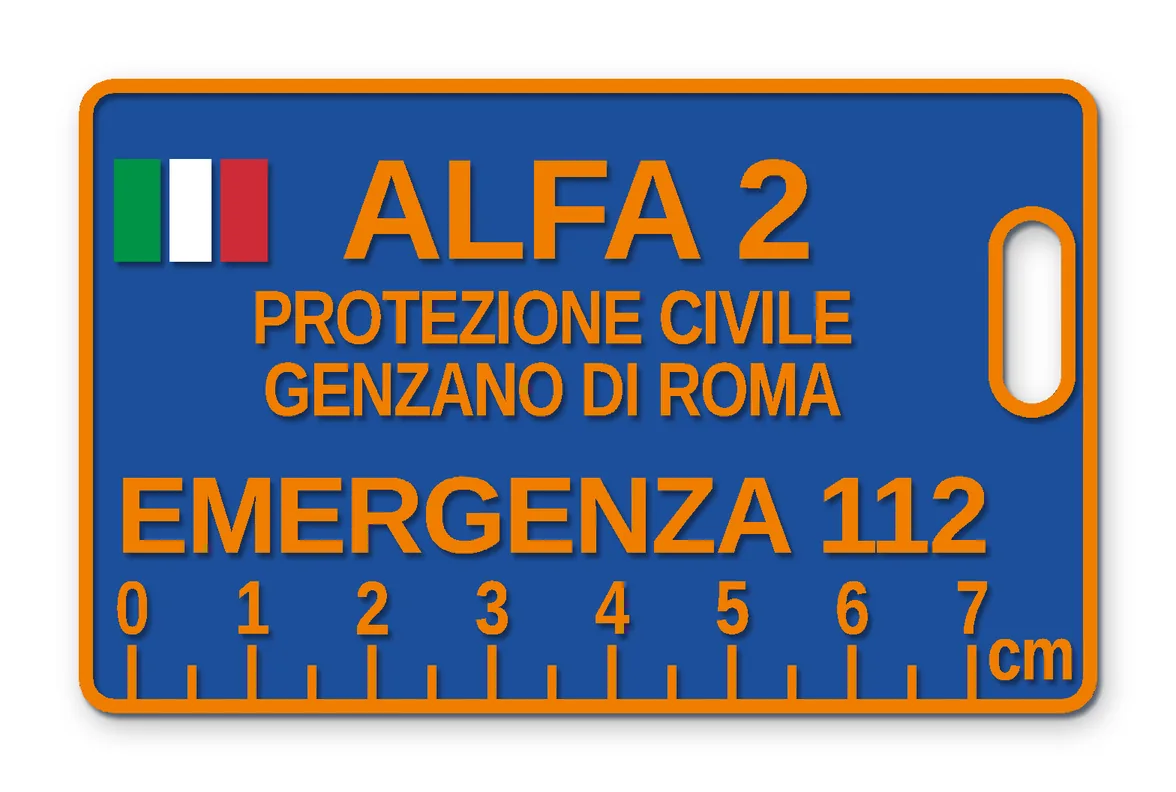 ALFA 2
PROTEZIONE CIVILE
GENZANO DI ROMA
EMERGENZA 112
0 1 2 3 4 5 6 7
cm